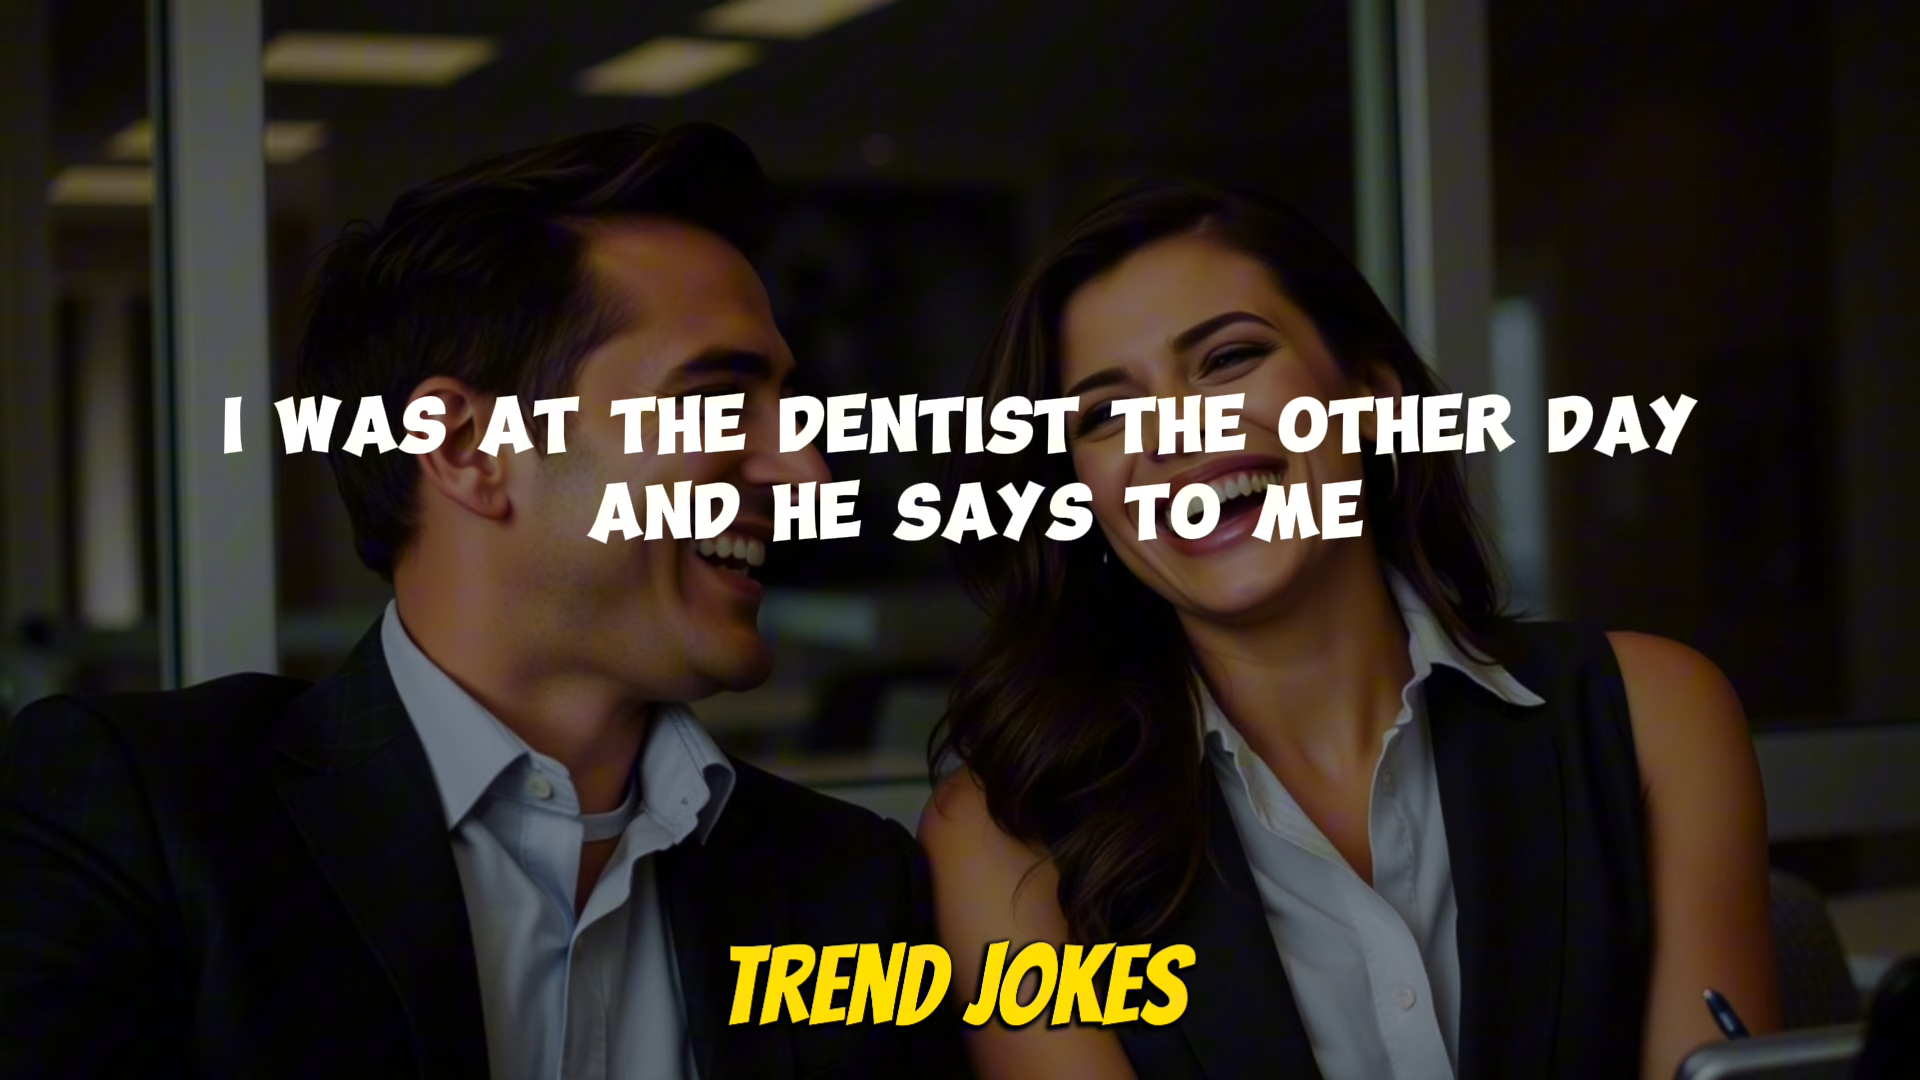 I WAS AT THE DENTIST THE OTHER DAY
AND HE SAYS TO ME
TREND JOKES